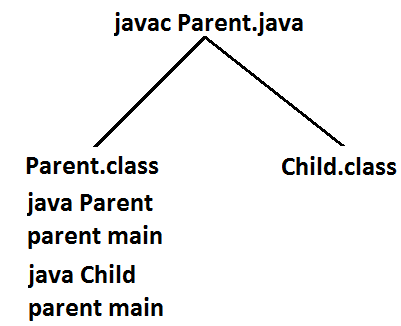 javac Parent.java
Parent.class
Child.class
java Parent
parent main
java Child
parent main